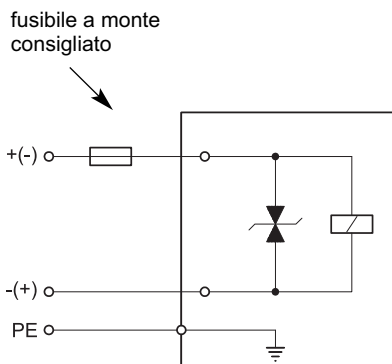 fusibile a monte
consigliato
+(-)
-(+)
PE